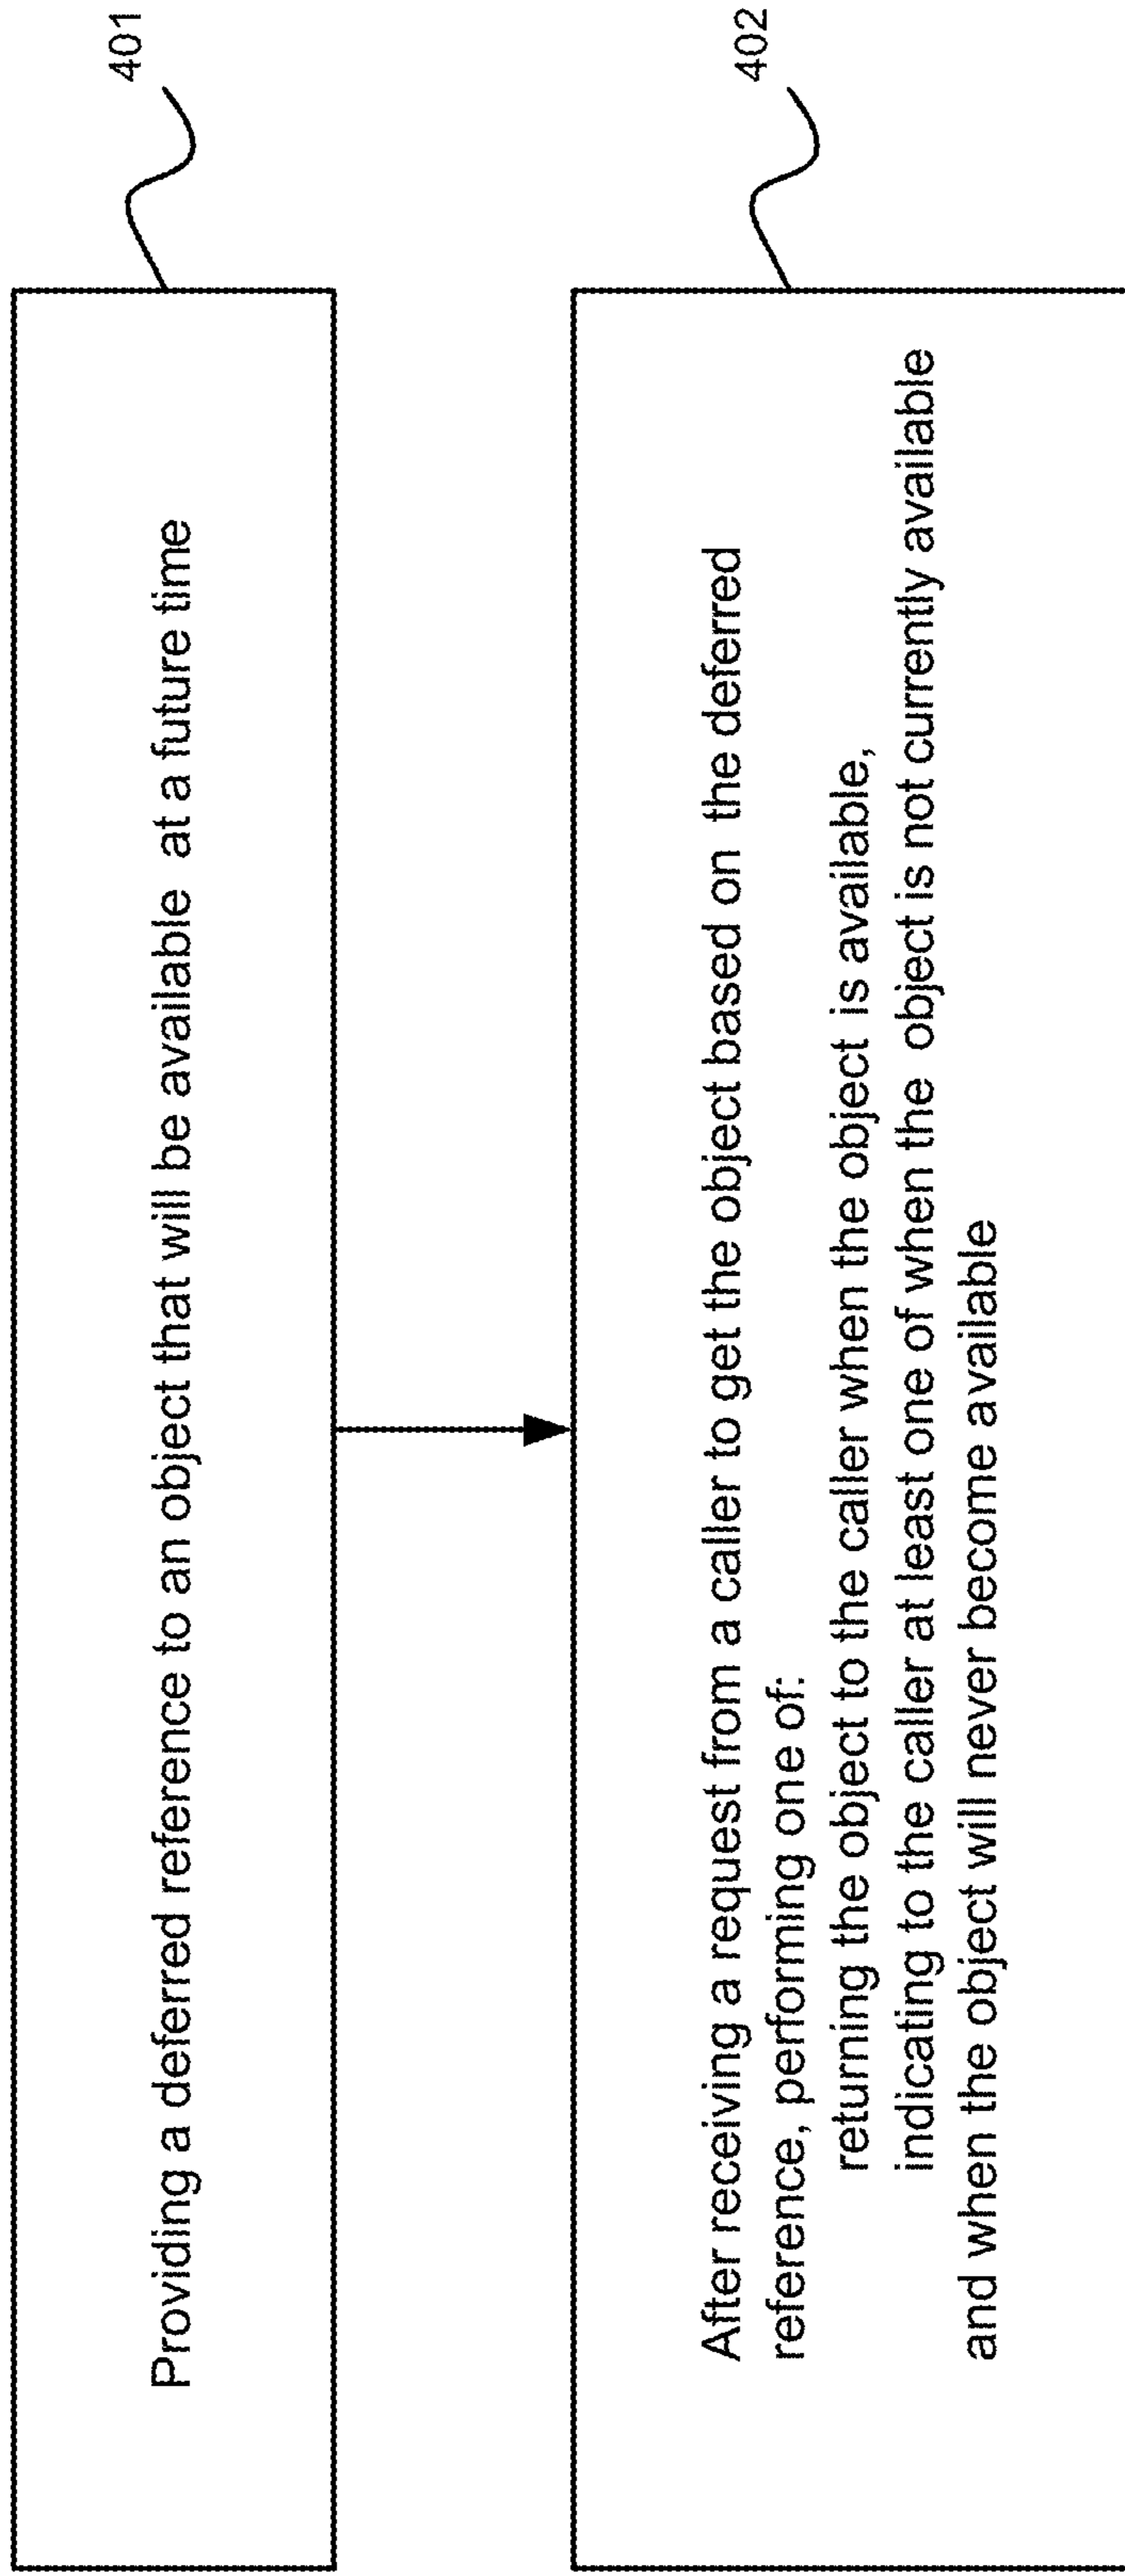 Providing a deferred reference to an object that will be available at a future time
401
After receiving a request from a caller to get the object based on the deferred
reference, performing one of:
returning the object to the caller when the object is available,
indicating to the caller at least one of when the object is not currently available
and when the object will never become available
402